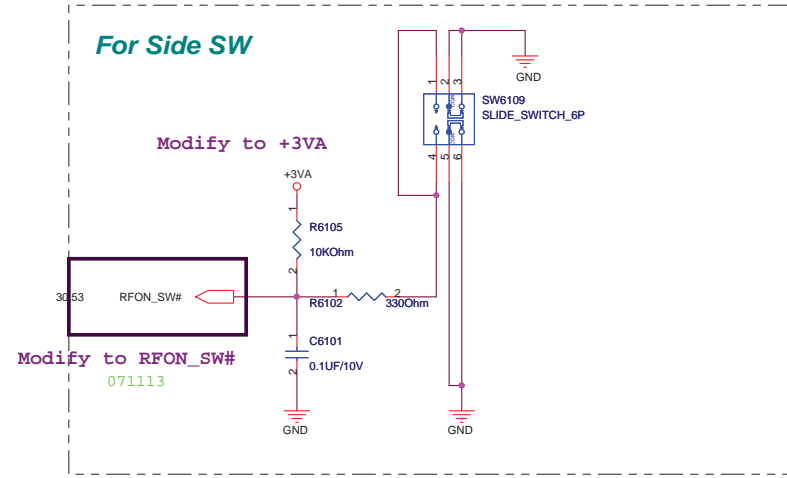 For Side SW
GND
1
2
3
SW6109
SLIDE_SWITCH_6P
COM
COM
4
5
6
Modify to +3VA
+3VA
1
R6105
10KOhm
2
30,53
RFON_SW#
1
2
R6102
330Ohm
Modify to RFON_SW#
071113
1
C6101
0.1UF/10V
2
GND
GND